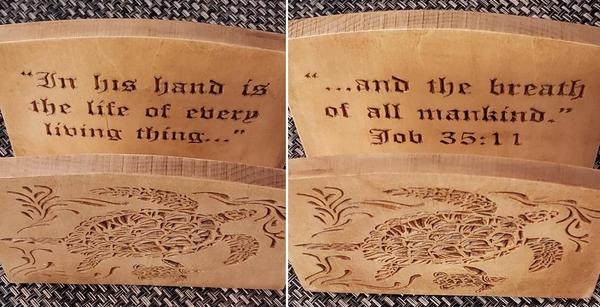 "In his hand is
the life of every
living thing..."
"...and the breath
of all mankind."
Job 35:11